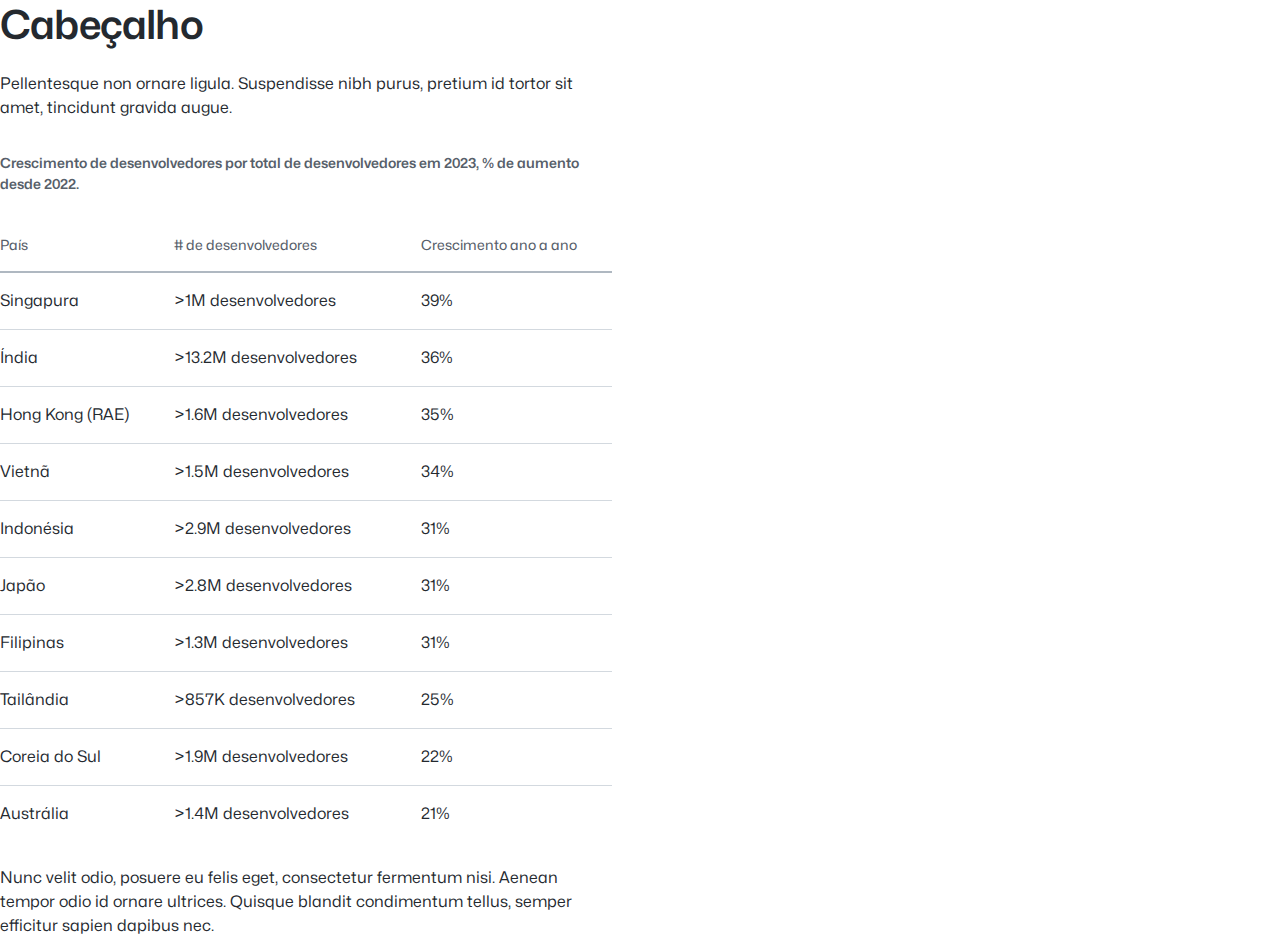 Cabeçalho
Pellentesque non ornare ligula. Suspendisse nibh purus, pretium id tortor sit
amet, tincidunt gravida augue.
Crescimento de desenvolvedores por total de desenvolvedores em 2023, % de aumento
desde 2022.
País # de desenvolvedores Crescimento ano a ano
Singapura >1M desenvolvedores 39%
Índia >13.2M desenvolvedores 36%
Hong Kong (RAE) >1.6M desenvolvedores 35%
Vietnã >1.5M desenvolvedores 34%
Indonésia >2.9M desenvolvedores 31%
Japão >2.8M desenvolvedores 31%
Filipinas >1.3M desenvolvedores 31%
Tailândia >857K desenvolvedores 25%
Coreia do Sul >1.9M desenvolvedores 22%
Austrália >1.4M desenvolvedores 21%
Nunc velit odio, posuere eu felis eget, consectetur fermentum nisi. Aenean
tempor odio id ornare ultrices. Quisque blandit condimentum tellus, semper
efficitur sapien dapibus nec.